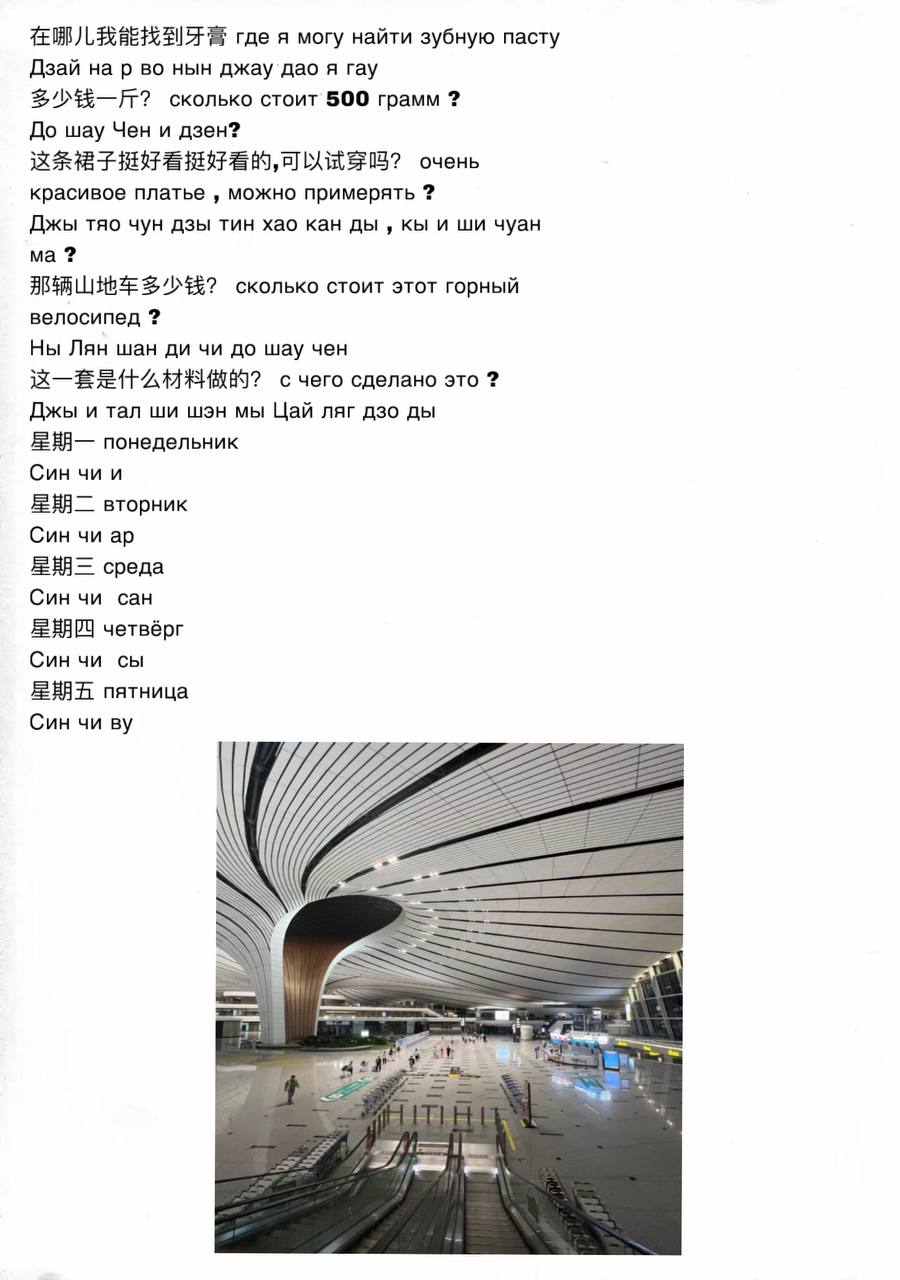 在哪儿我能找到牙膏 где я могу найти зубную пасту
Дзай на р во нын джау дао я гау
多少钱一斤？ сколько стоит 500 грамм ?
До шау Чен и дзен?
这条裙子挺好看挺好看的,可以试穿吗？ очень
красивое платье , можно примерять ?
Джы тяо чун дзы тин хао кан ды , кы и ши чуан
ма ?
那辆山地车多少钱？ сколько стоит этот горный
велосипед ?
Ны Лян шан ди чи до шау чен
这一套是什么材料做的？ с чего сделано это ?
Джы и тал ши шэн мы Цай ляг дзо ды
星期一 понедельник
Син чи и
星期二 вторник
Син чи ар
星期三 среда
Син чи сан
星期四 четвёрг
Син чи сы
星期五 пятница
Син чи ву